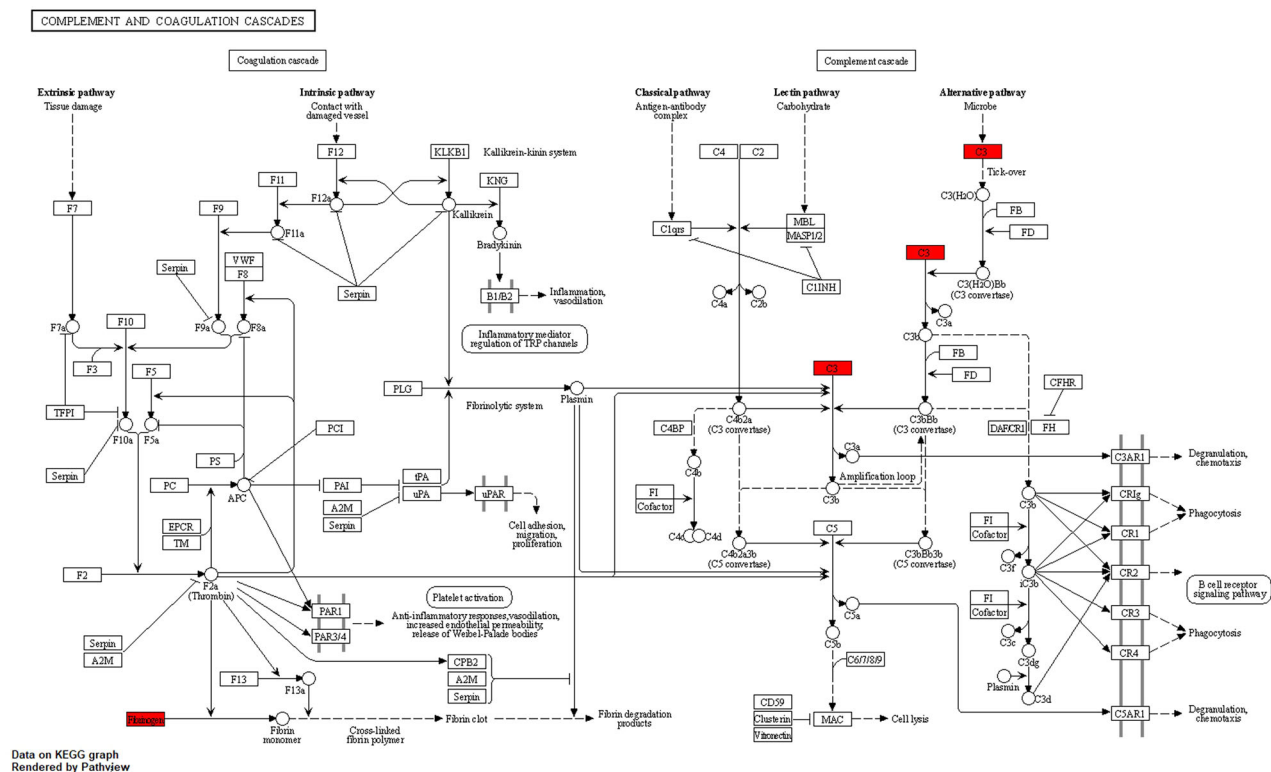 COMPLEMENT AND COAGULATION CASCADES
Coagulation cascade
Complement cascade
Extrinsic pathway
Tissue damage
Intrinsic pathway
Contact with
damaged vessel
Classical pathway
Antigen-antibody
complex
Lectin pathway
Carbohydrate
Alternative pathway
Microbe
F12
KLKB1
Kallikrein-kinin system
C4
C2
C3
Tick-over
F11
KNG
C3(H2O)
F7
F9
F12a
Kallikrein
FB
C1qrs
MBL
MASP1/2
FD
F11a
Bradykinin
VWF
F8
Serpin
C3
Serpin
B1/B2
Inflammation,
vasodilation
C1INH
C3(H2O)Bb
(C3 convertase)
C4a
C2b
C3a
F7a
F10
F9a
F8a
Inflammatory mediator
regulation of TRP channels
C3b
FB
F3
F5
C3
FD
PLG
Plasmin
Fibrinolytic system
CFHR
TFPI
C4b2a
(C3 convertase)
C3bBb
(C3 convertase)
F10a
F5a
PCI
C4BP
DAF/CR1
FH
PS
C3a
C3AR1
Degranulation,
chemotaxis
Serpin
C4b
Amplification loop
PC
APC
PAI
tPA
uPA
uPAR
C3b
C3b
CRIg
Phagocytosis
A2M
Serpin
FI
Cofactor
EPCR
TM
Cell adhesion,
migration,
proliferation
C4c
C4d
C5
FI
Cofactor
CR1
C4b2a3b
(C5 convertase)
C3bBb3b
(C5 convertase)
C3f
F2
F2a
(Thrombin)
iC3b
CR2
B cell receptor
signaling pathway
Platelet activation
PAR1
PAR3/4
Anti-inflammatory responses,vasodilation,
increased endothelial permeability,
release of Weibel-Palade bodies
C5a
FI
Cofactor
CR3
Phagocytosis
Serpin
A2M
C5b
C3c
CR4
C6/7/8/9
C3dg
F13
F13a
CPB2
A2M
Serpin
Plasmin
C3d
CD59
Clusterin
Vitronectin
MAC
Cell lysis
C5AR1
Degranulation,
chemotaxis
Fibrinogen
Fibrin
monomer
Cross-linked
fibrin polymer
Fibrin clot
Fibrin degradation
products
Data on KEGG graph
Rendered by Pathview